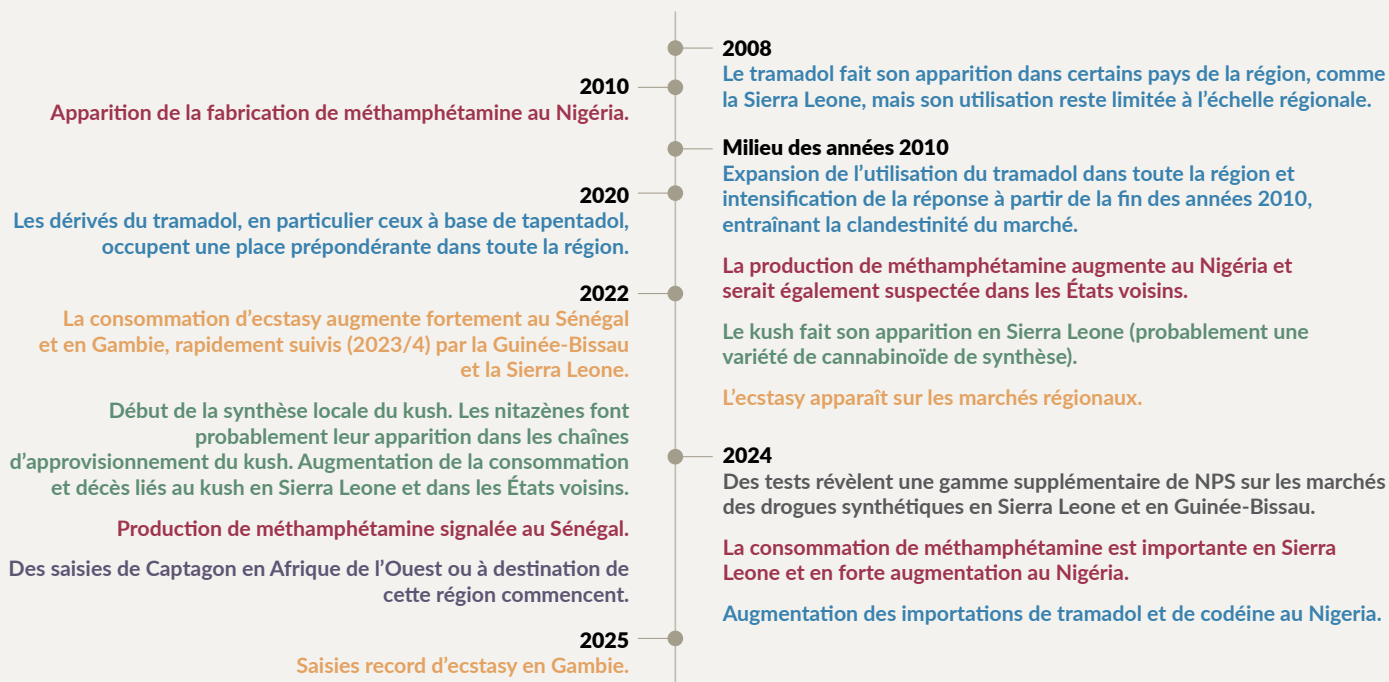 2008
Le tramadol fait son apparition dans certains pays de la région, comme
la Sierra Leone, mais son utilisation reste limitée à l’échelle régionale.
2010
Apparition de la fabrication de méthamphétamine au Nigéria.
Milieu des années 2010
Expansion de l’utilisation du tramadol dans toute la région et
intensification de la réponse à partir de la fin des années 2010,
entraînant la clandestinité du marché.
La production de méthamphétamine augmente au Nigéria et
serait également suspectée dans les États voisins.
Le kush fait son apparition en Sierra Leone (probablement une
variété de cannabinoïde de synthèse).
L’ecstasy apparaît sur les marchés régionaux.
2020
Les dérivés du tramadol, en particulier ceux à base de tapentadol,
occupent une place prépondérante dans toute la région.
2022
La consommation d’ecstasy augmente fortement au Sénégal
et en Gambie, rapidement suivis (2023/4) par la Guinée-Bissau
et la Sierra Leone.
Début de la synthèse locale du kush. Les nitazènes font
probablement leur apparition dans les chaînes
d’approvisionnement du kush. Augmentation de la consommation
et décès liés au kush en Sierra Leone et dans les États voisins.
Production de méthamphétamine signalée au Sénégal.
Des saisies de Captagon en Afrique de l’Ouest ou à destination de
cette région commencent.
2024
Des tests révèlent une gamme supplémentaire de NPS sur les marchés
des drogues synthétiques en Sierra Leone et en Guinée-Bissau.
La consommation de méthamphétamine est importante en Sierra
Leone et en forte augmentation au Nigéria.
Augmentation des importations de tramadol et de codéine au Nigeria.
2025
Saisies record d’ecstasy en Gambie.